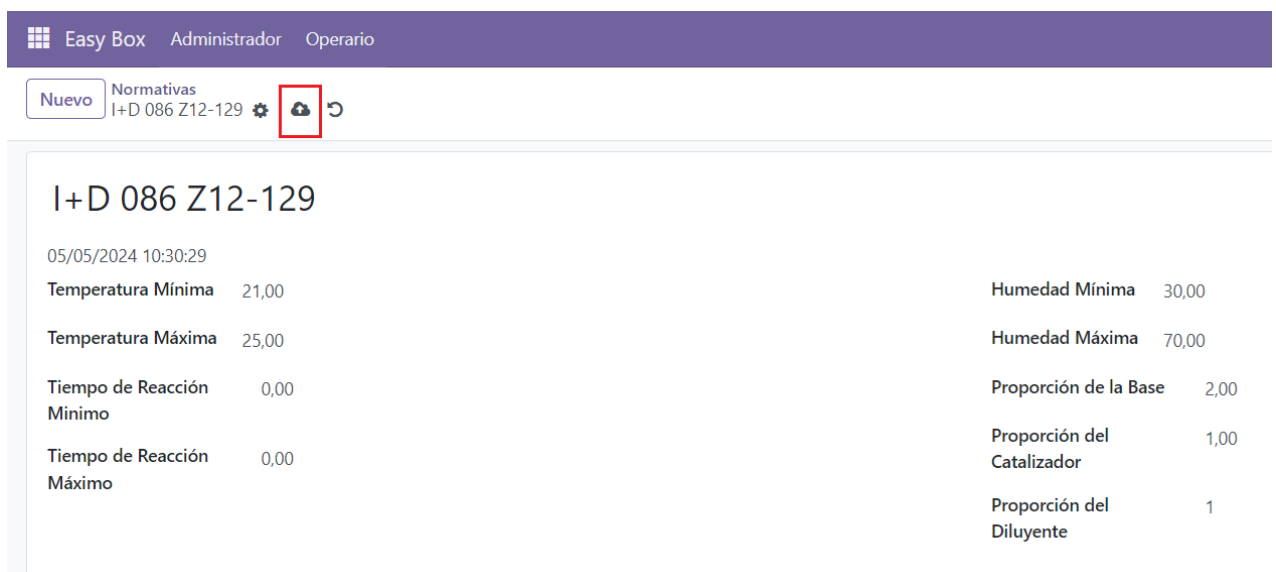 Easy Box Administrador Operario
Nuevo
Normativas
I+D 086 Z12-129
I+D 086 Z12-129
05/05/2024 10:30:29
Temperatura Mínima 21,00
Temperatura Máxima 25,00
Tiempo de Reacción
Minimo 0,00
Tiempo de Reacción
Máximo 0,00
Humedad Mínima 30,00
Humedad Máxima 70,00
Proporción de la Base 2,00
Proporción del
Catalizador 1,00
Proporción del
Diluyente 1